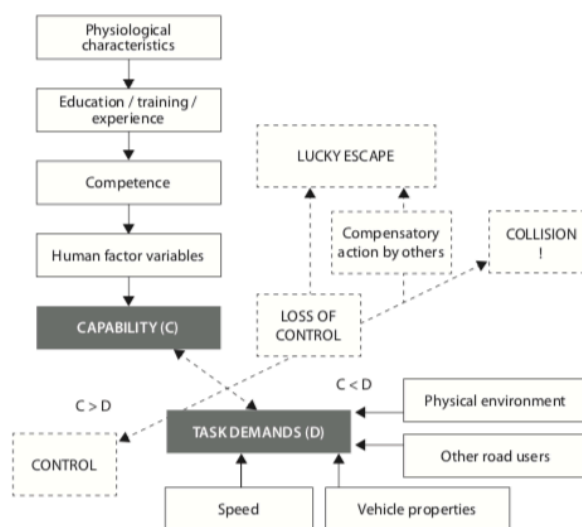 Physiological
characteristics
Education / training /
experience
Competence
Human factor variables
CAPABILITY (C)
LUCKY ESCAPE
Compensatory
action by others
COLLISION
!
LOSS OF
CONTROL
C > D
C < D
CONTROL
TASK DEMANDS (D)
Physical environment
Other road users
Speed
Vehicle properties